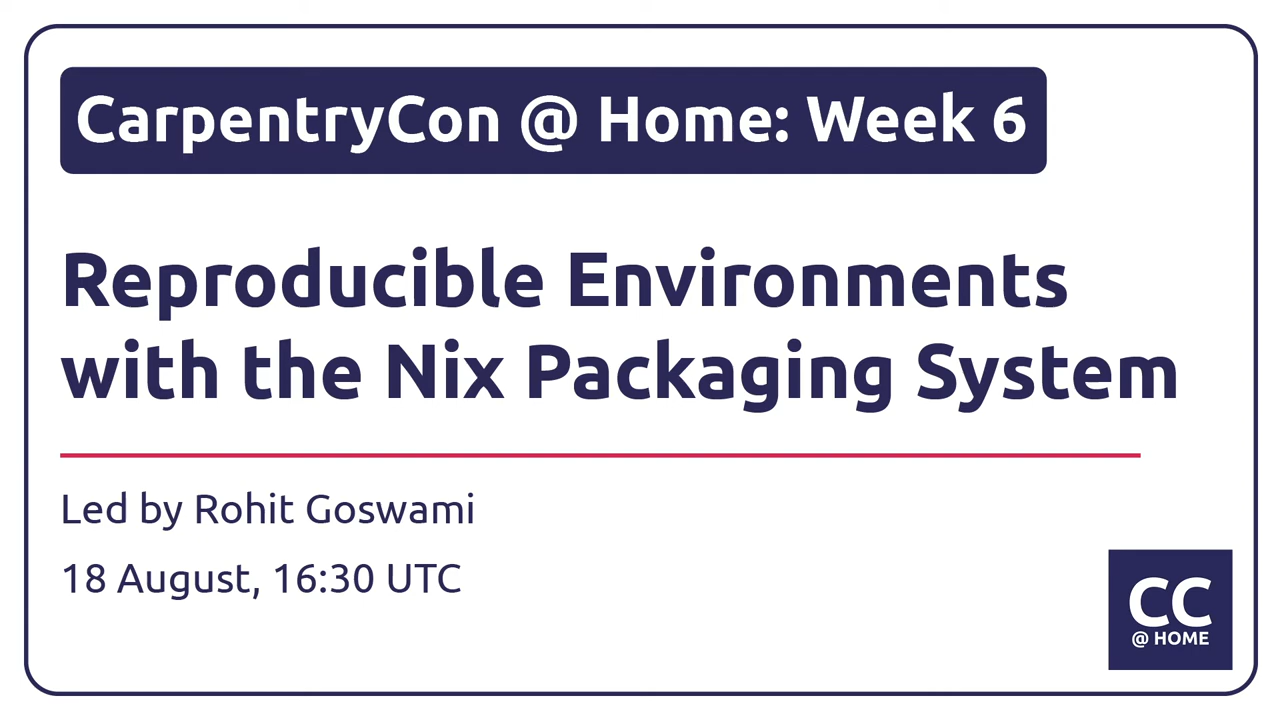 CarpentryCon @ Home: Week 6
Reproducible Environments
with the Nix Packaging System
Led by Rohit Goswami
18 August, 16:30 UTC
CC
@ HOME